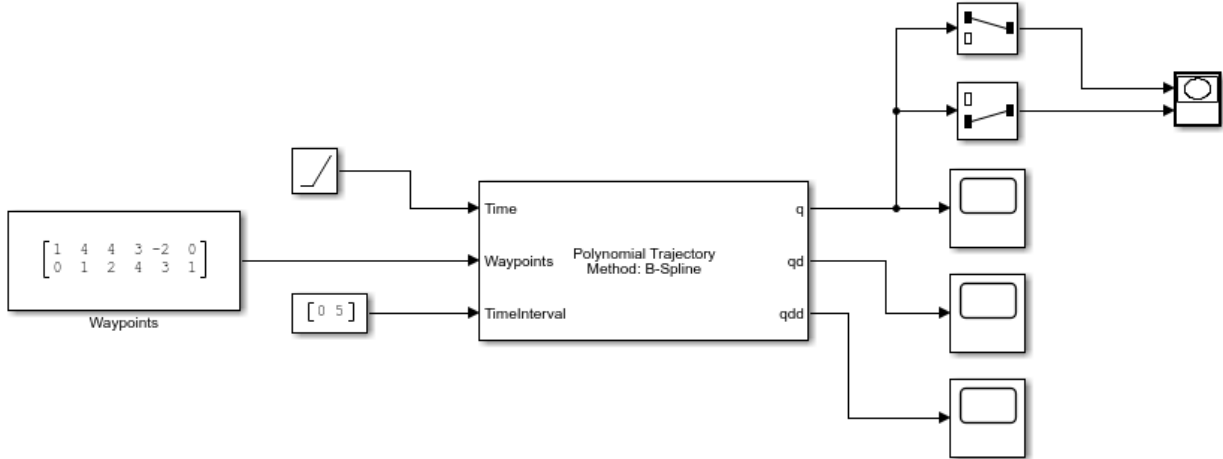 Time
q
1 4 4 3 -2 0
0 1 2 4 3 1
Waypoints
Waypoints
Polynomial Trajectory
Method: B-Spline
qd
0 5
TimeInterval
qdd